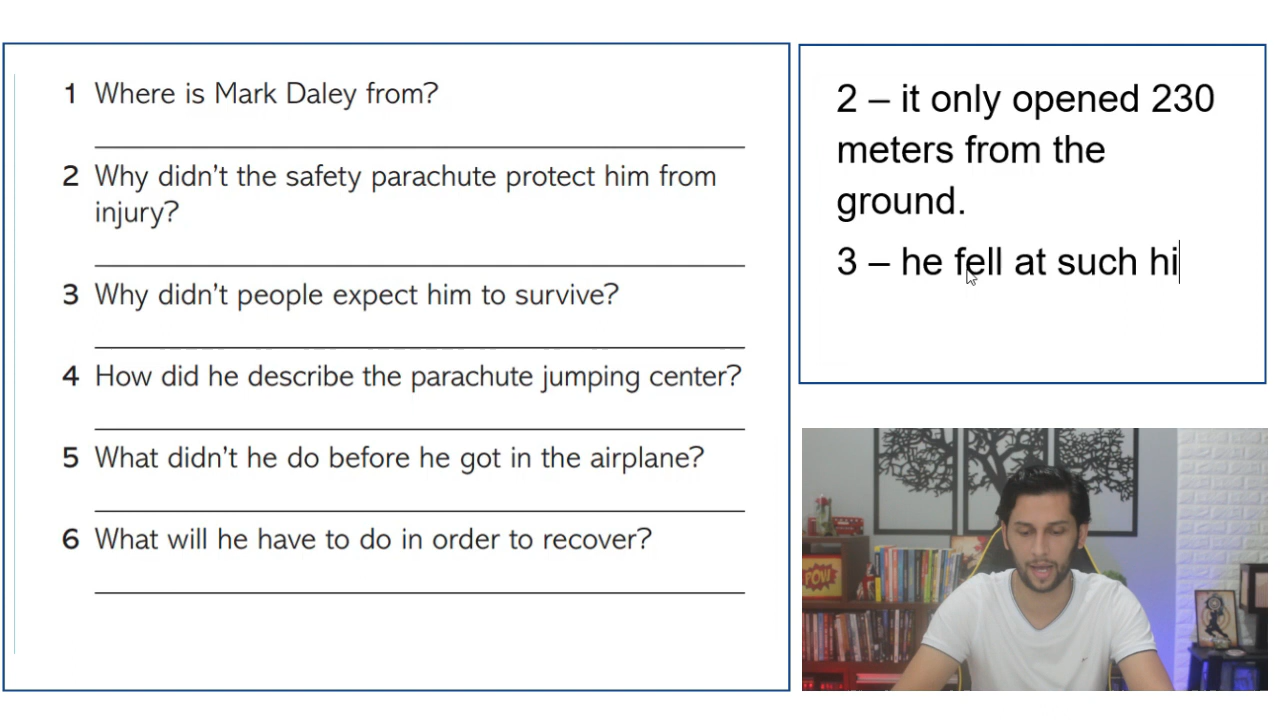 1 Where is Mark Daley from?
2 Why didn't the safety parachute protect him from
injury?
3 Why didn't people expect him to survive?
4 How did he describe the parachute jumping center?
5 What didn't he do before he got in the airplane?
6 What will he have to do in order to recover?
2 – it only opened 230
meters from the
ground.
3 – he fell at such hi
POW!